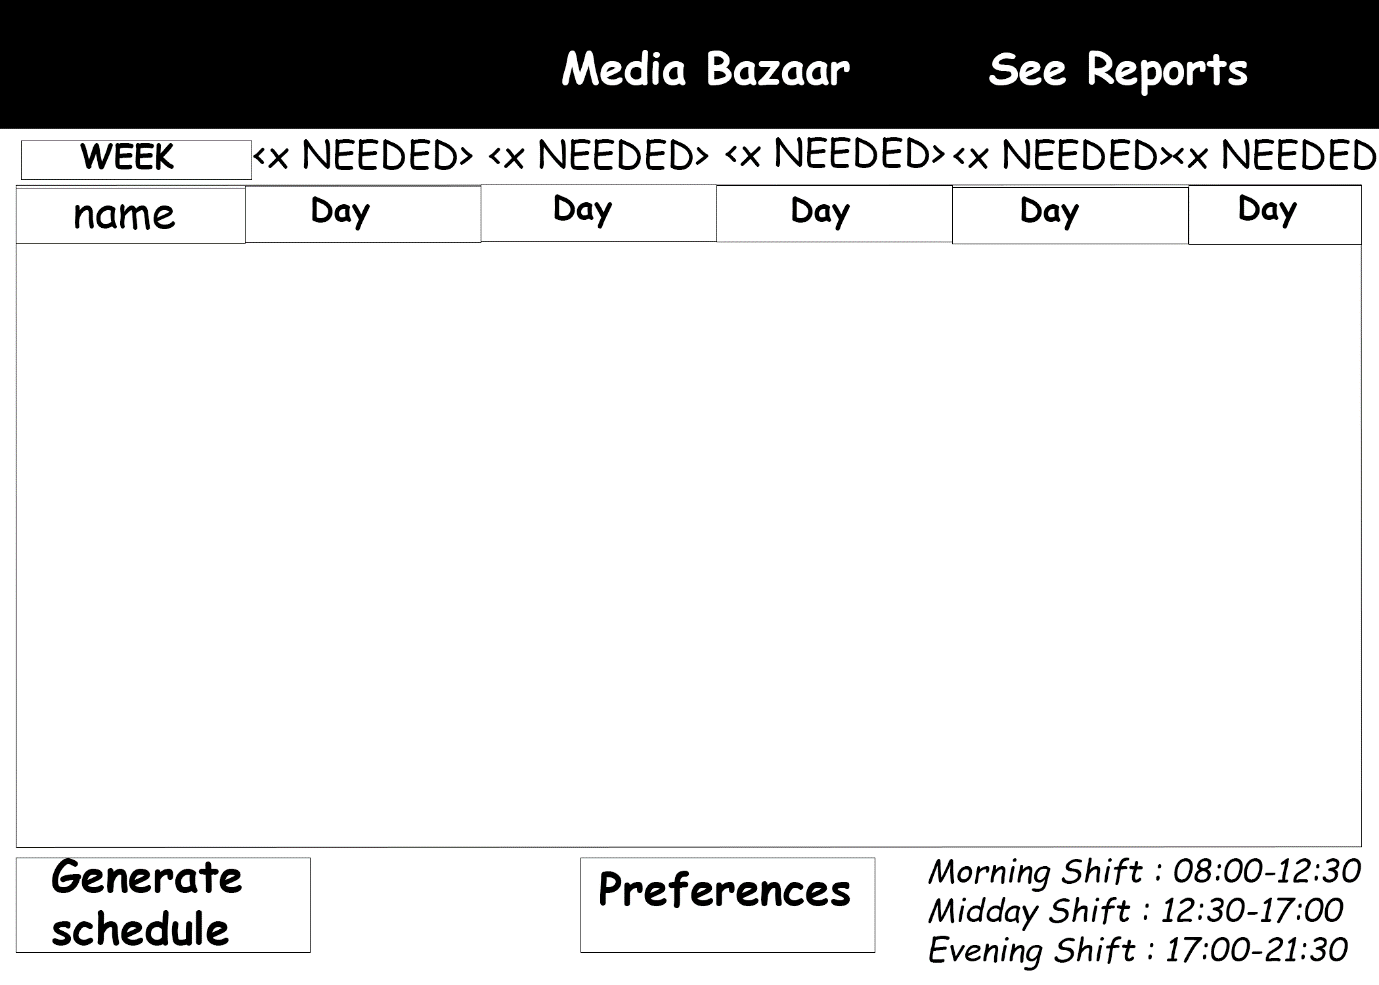 Media Bazaar See Reports
WEEK <x NEEDED> <x NEEDED> <x NEEDED> <x NEEDED> <x NEEDED
name Day Day Day Day Day
Generate
schedule
Preferences
Morning Shift : 08:00-12:30
Midday Shift : 12:30-17:00
Evening Shift : 17:00-21:30